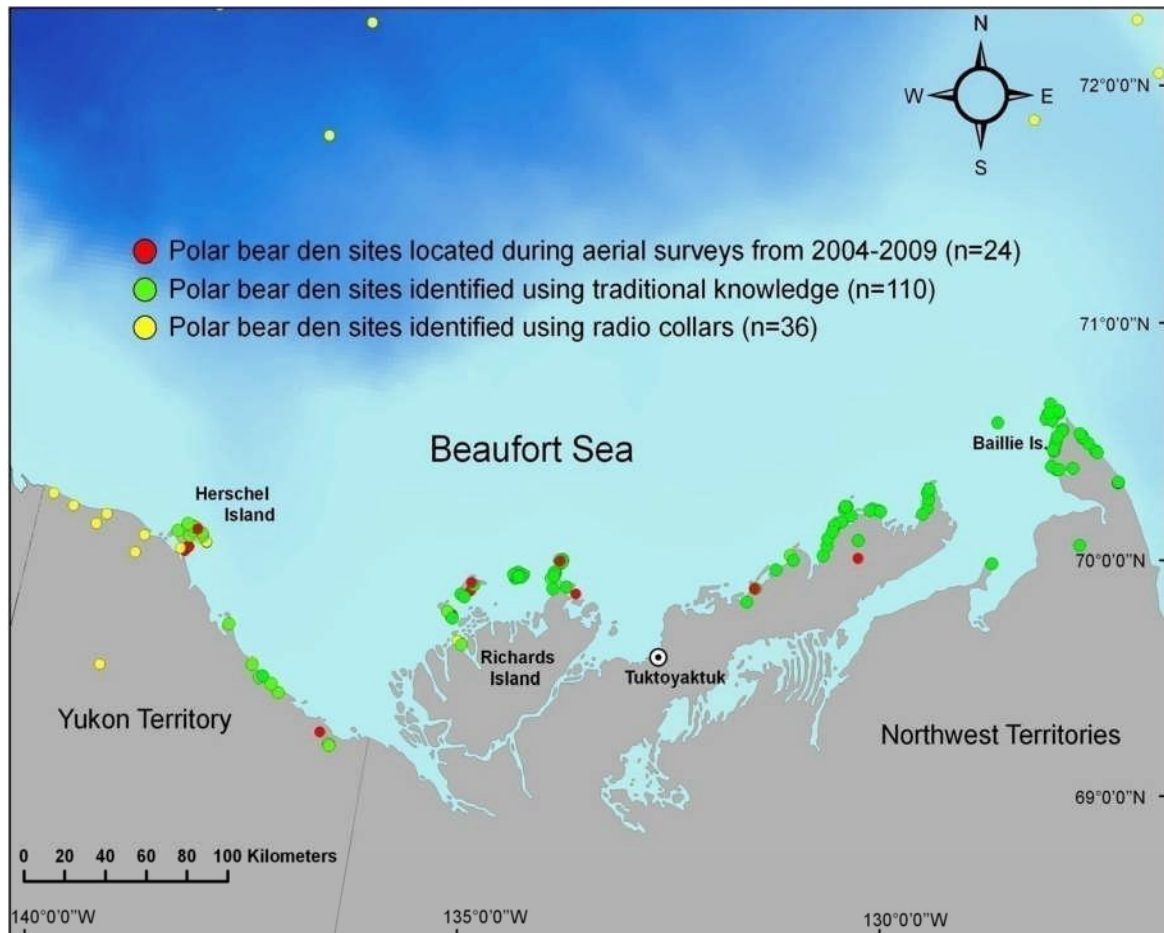 N
W E
S
72°0'0"N
Polar bear den sites located during aerial surveys from 2004-2009 (n=24)
Polar bear den sites identified using traditional knowledge (n=110)
Polar bear den sites identified using radio collars (n=36)
71°0'0"N
Beaufort Sea
Baillie Is.
Herschel
Island
70°0'0"N
Richards
Island
Tuktoyaktuk
Yukon Territory
Northwest Territories
69°0'0"N
0 20 40 60 80 100 Kilometers
140°0'0"W
135°0'0"W
130°0'0"W